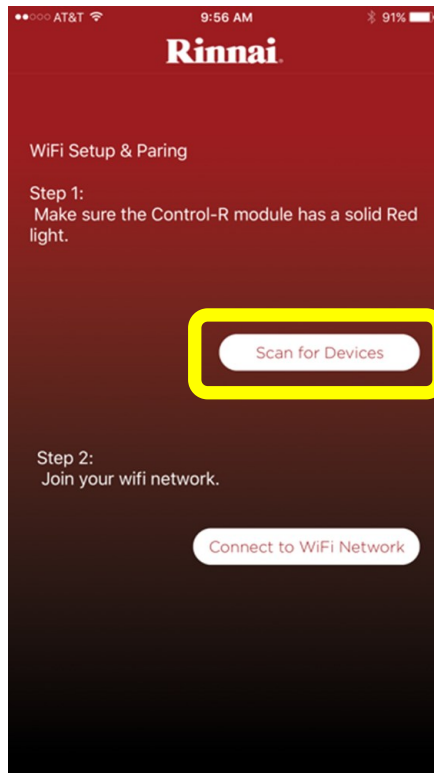 AT&T 9:56 AM 91%
Rinnai.
WiFi Setup & Paring
Step 1:
Make sure the Control-R module has a solid Red
light.
Scan for Devices
Step 2:
Join your wifi network.
Connect to WiFi Network